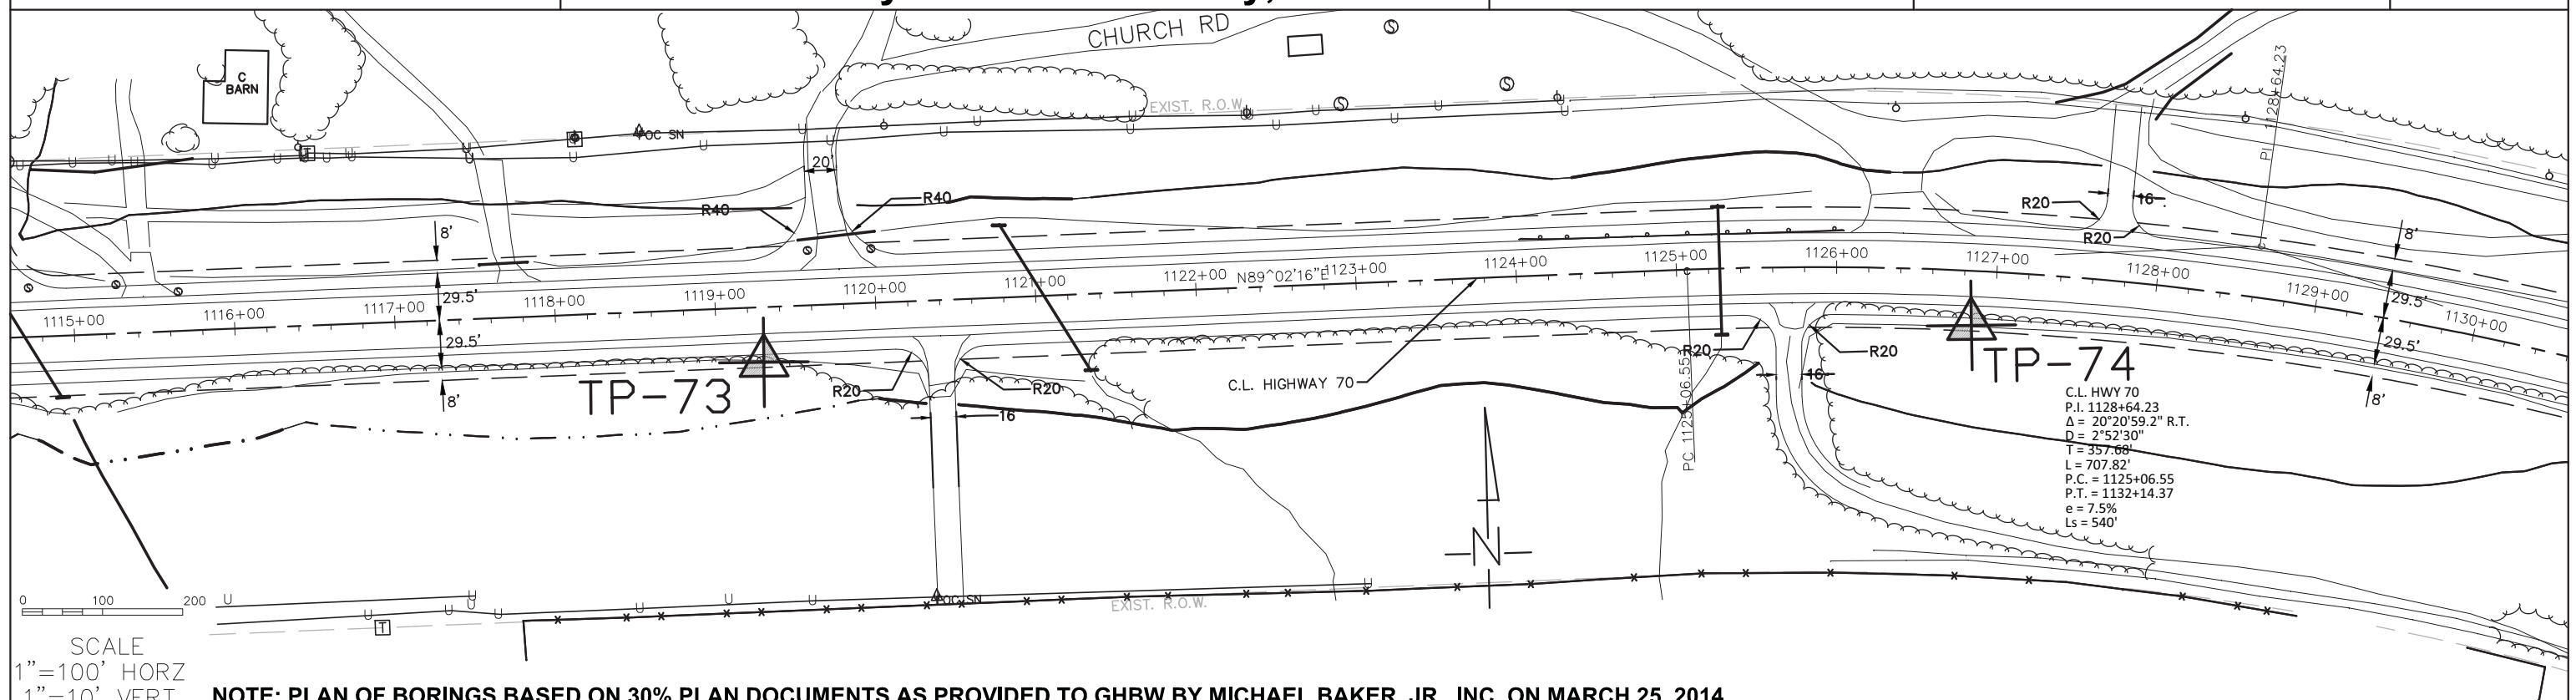 CHURCH RD
C
BARN
EXIST. R.O.W.
POC SN
20'
R40
R40
8'
29.5'
29.5'
8'
1115+00
1116+00
1117+00
1118+00
1119+00
1120+00
1121+00
1122+00
N89^02'16"E
1123+00
1124+00
1125+00
1126+00
1127+00
1128+00
1129+00
1130+00
PI 1128+64.23
R20
16
R20
8'
29.5'
29.5'
8'
TP-73
R20
R20
16
C.L. HIGHWAY 70
R20
R20
16
PC 1125+06.55
TP-74
C.L. HWY 70
P.I. 1128+64.23
Δ = 20°20'59.2" R.T.
D = 2°52'30"
T = 357.68'
L = 707.82'
P.C. = 1125+06.55
P.T. = 1132+14.37
e = 7.5%
Ls = 540'
N
POC SN
EXIST. R.O.W.
T
0 100 200
SCALE
1"=100' HORZ
1"=10' VERT
NOTE: PLAN OF BORINGS BASED ON 30% PLAN DOCUMENTS AS PROVIDED TO GHBW BY MICHAEL BAKER, JR., INC. ON MARCH 25, 2014